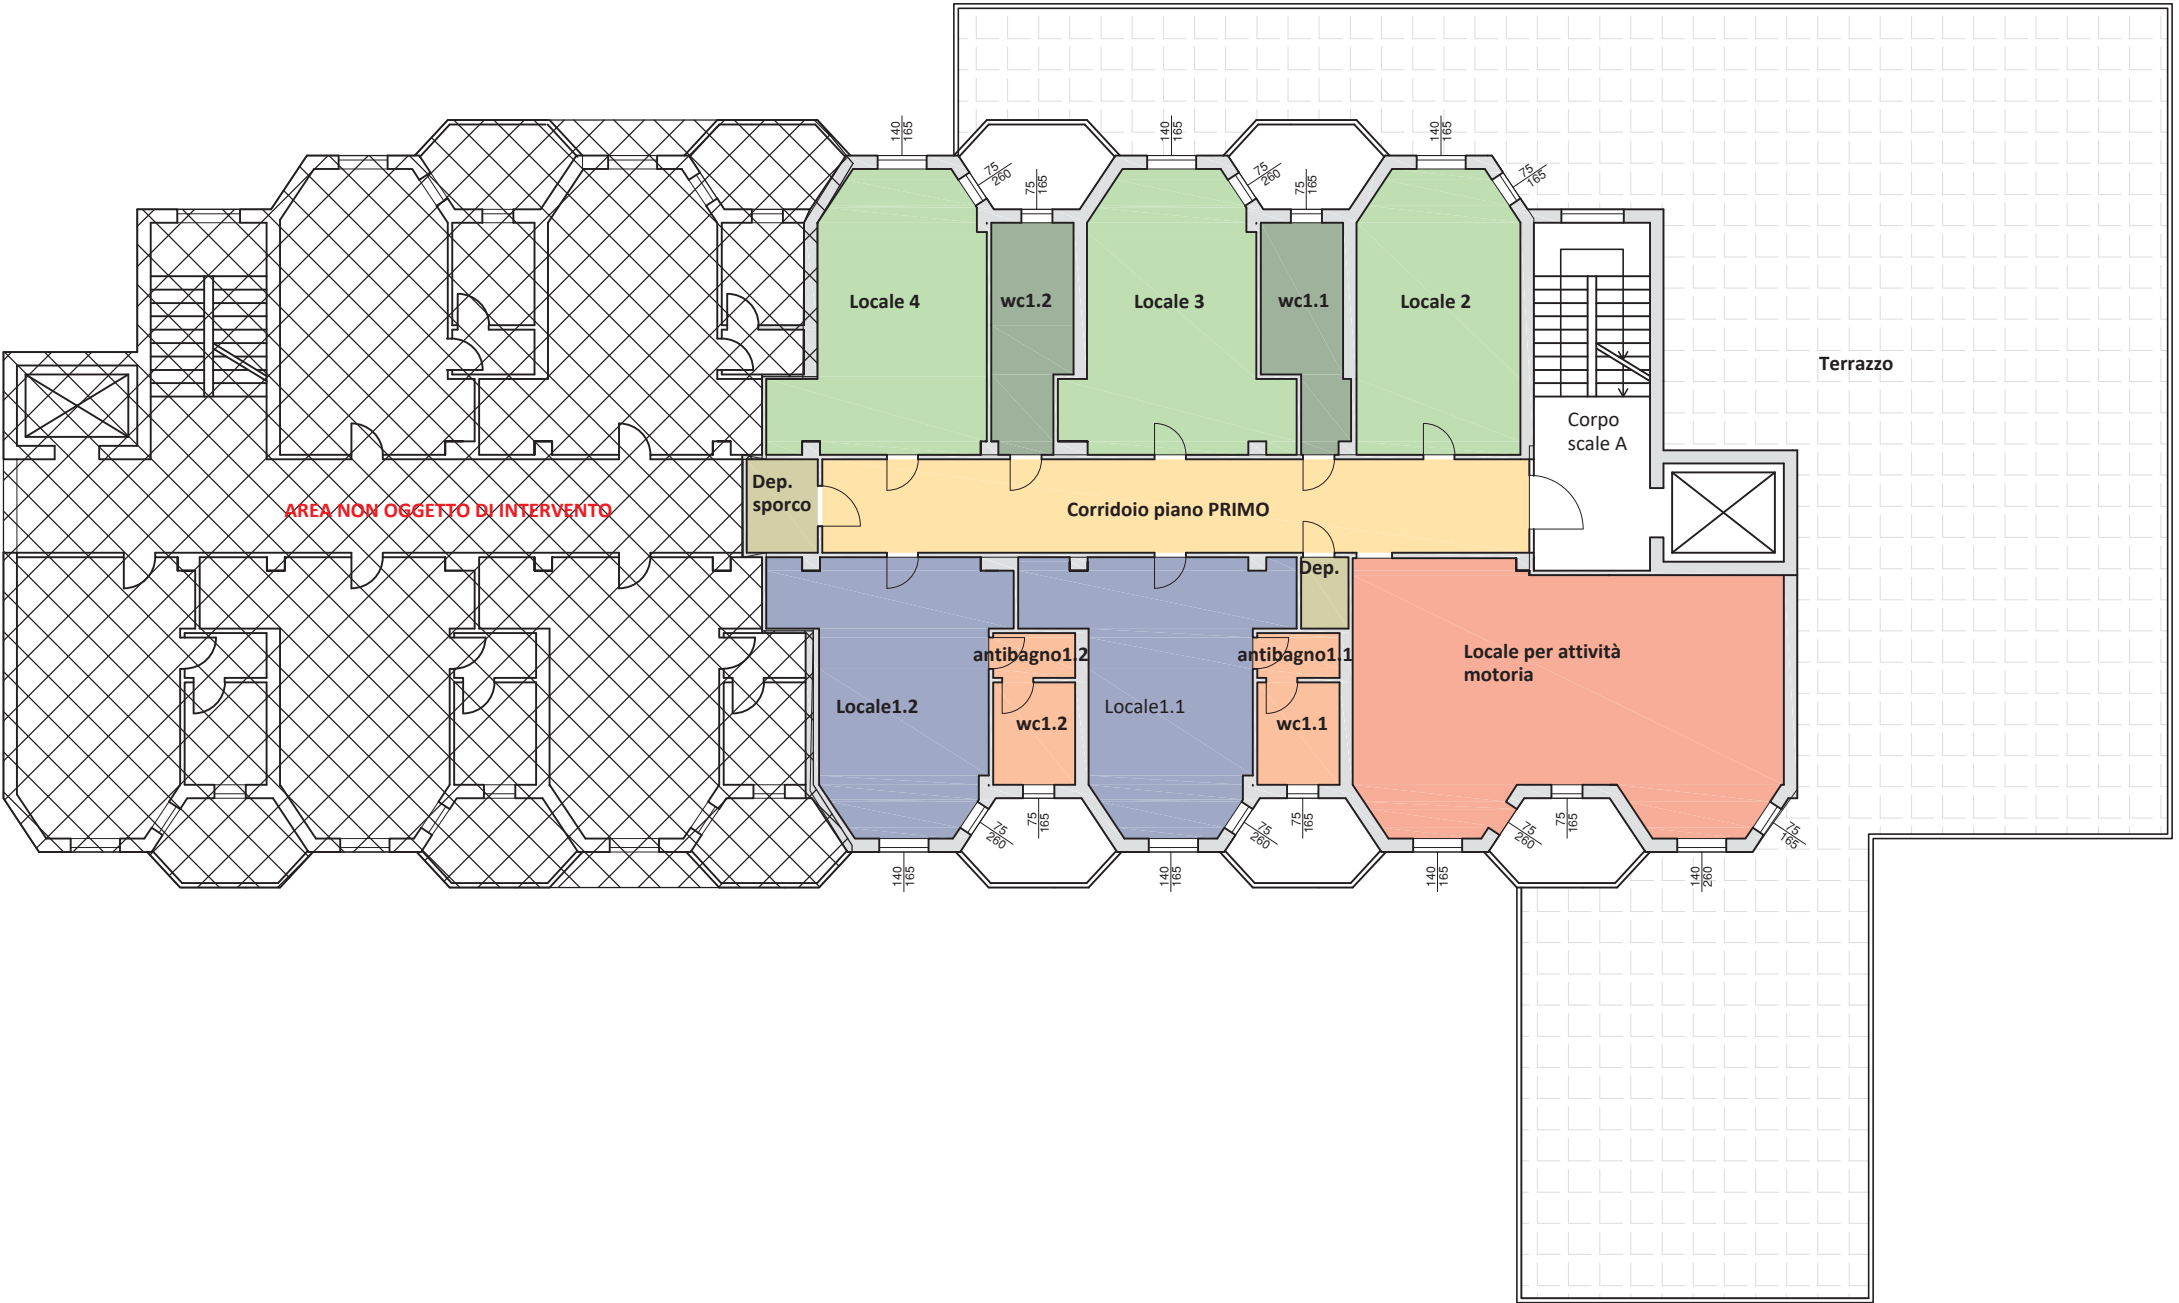 140
165
140
165
140
165
75
260
75
165
75
260
75
165
75
165
Locale 4
wc1.2
Locale 3
wc1.1
Locale 2
Terrazzo
Corpo
scale A
Dep.
sporco
AREA NON OGGETTO DI INTERVENTO
Corridoio piano PRIMO
Dep.
antibagno1.2
antibagno1.1
Locale per attività
motoria
Locale1.2
Locale1.1
wc1.2
wc1.1
75
260
75
165
75
260
75
165
75
260
75
165
75
165
140
165
140
165
140
165
140
260